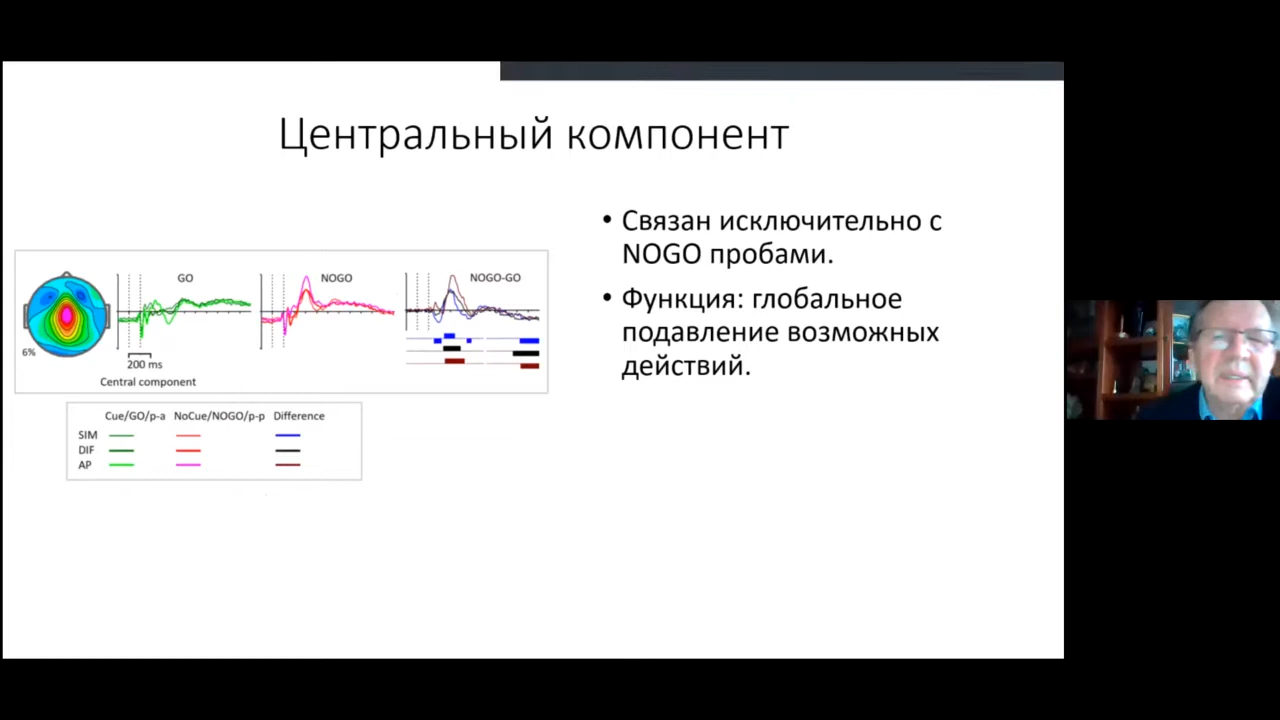 Центральный компонент
• Связан исключительно с
NOGO пробами.
• Функция: глобальное
подавление возможных
действий.
GO
NOGO
NOGO-GO
6%
200 ms
Central component
Cue/GO/p-a NoCue/NOGO/p-p Difference
SIM
DIF
AP